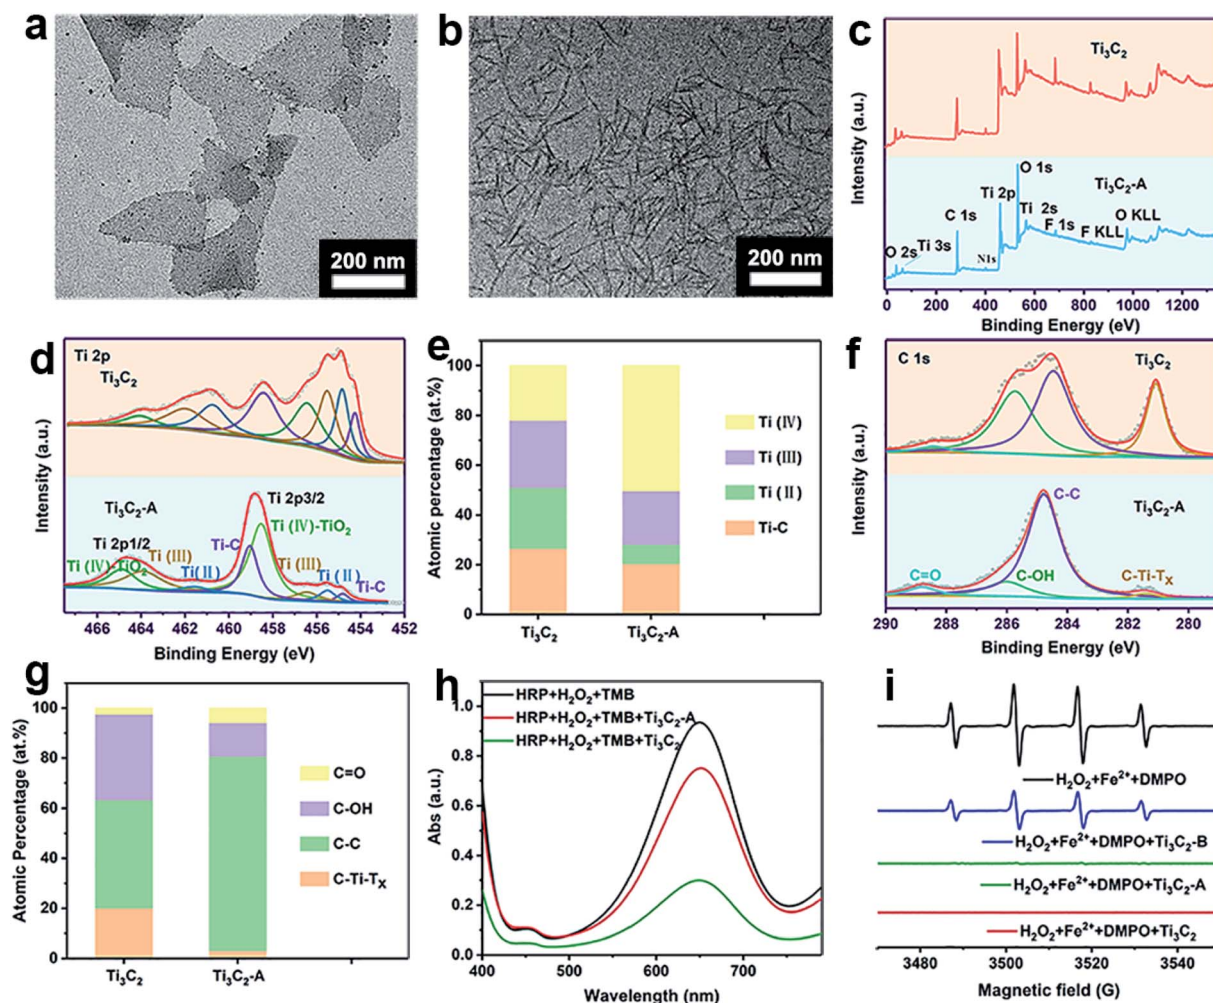 a
200 nm
b
200 nm
c
Ti₃C₂
Ti₃C₂-A
O 1s
Ti 2p
Ti 2s
F 1s
O KLL
F KLL
C 1s
N1s
O 2s
Ti 3s
Intensity (a.u.)
Intensity (a.u.)
0 200 400 600 800 1000 1200
Binding Energy (eV)
d
Ti 2p
Ti₃C₂
Ti₃C₂-A
Ti 2p3/2
Ti (Ⅳ)-TiO₂
Ti 2p1/2
Ti (Ⅲ)
Ti-C
Ti (Ⅳ)-TiO₂
Ti(Ⅱ)
Ti (Ⅲ)
Ti (Ⅱ)
Ti-C
Intensity (a.u.)
Intensity (a.u.)
466 464 462 460 458 456 454 452
Binding Energy (eV)
e
Atomic percentage (at.%)
100
80
60
40
20
0
Ti (Ⅳ)
Ti (Ⅲ)
Ti (Ⅱ)
Ti-C
Ti₃C₂
Ti₃C₂-A
f
C 1s
Ti₃C₂
Ti₃C₂-A
C-C
C=O
C-OH
C-Ti-Tₓ
Intensity (a.u.)
Intensity (a.u.)
290 288 286 284 282 280
Binding Energy (eV)
g
Atomic Percentage (at.%)
100
80
60
40
20
0
C=O
C-OH
C-C
C-Ti-Tₓ
Ti₃C₂
Ti₃C₂-A
h
HRP+H₂O₂+TMB
HRP+H₂O₂+TMB+Ti₃C₂-A
HRP+H₂O₂+TMB+Ti₃C₂
Abs (a.u.)
1.0
0.8
0.6
0.4
0.2
0.0
400 500 600 700
Wavelength (nm)
i
H₂O₂+Fe²⁺+DMPO
H₂O₂+Fe²⁺+DMPO+Ti₃C₂-B
H₂O₂+Fe²⁺+DMPO+Ti₃C₂-A
H₂O₂+Fe²⁺+DMPO+Ti₃C₂
3480 3510 3540
Magnetic field (G)